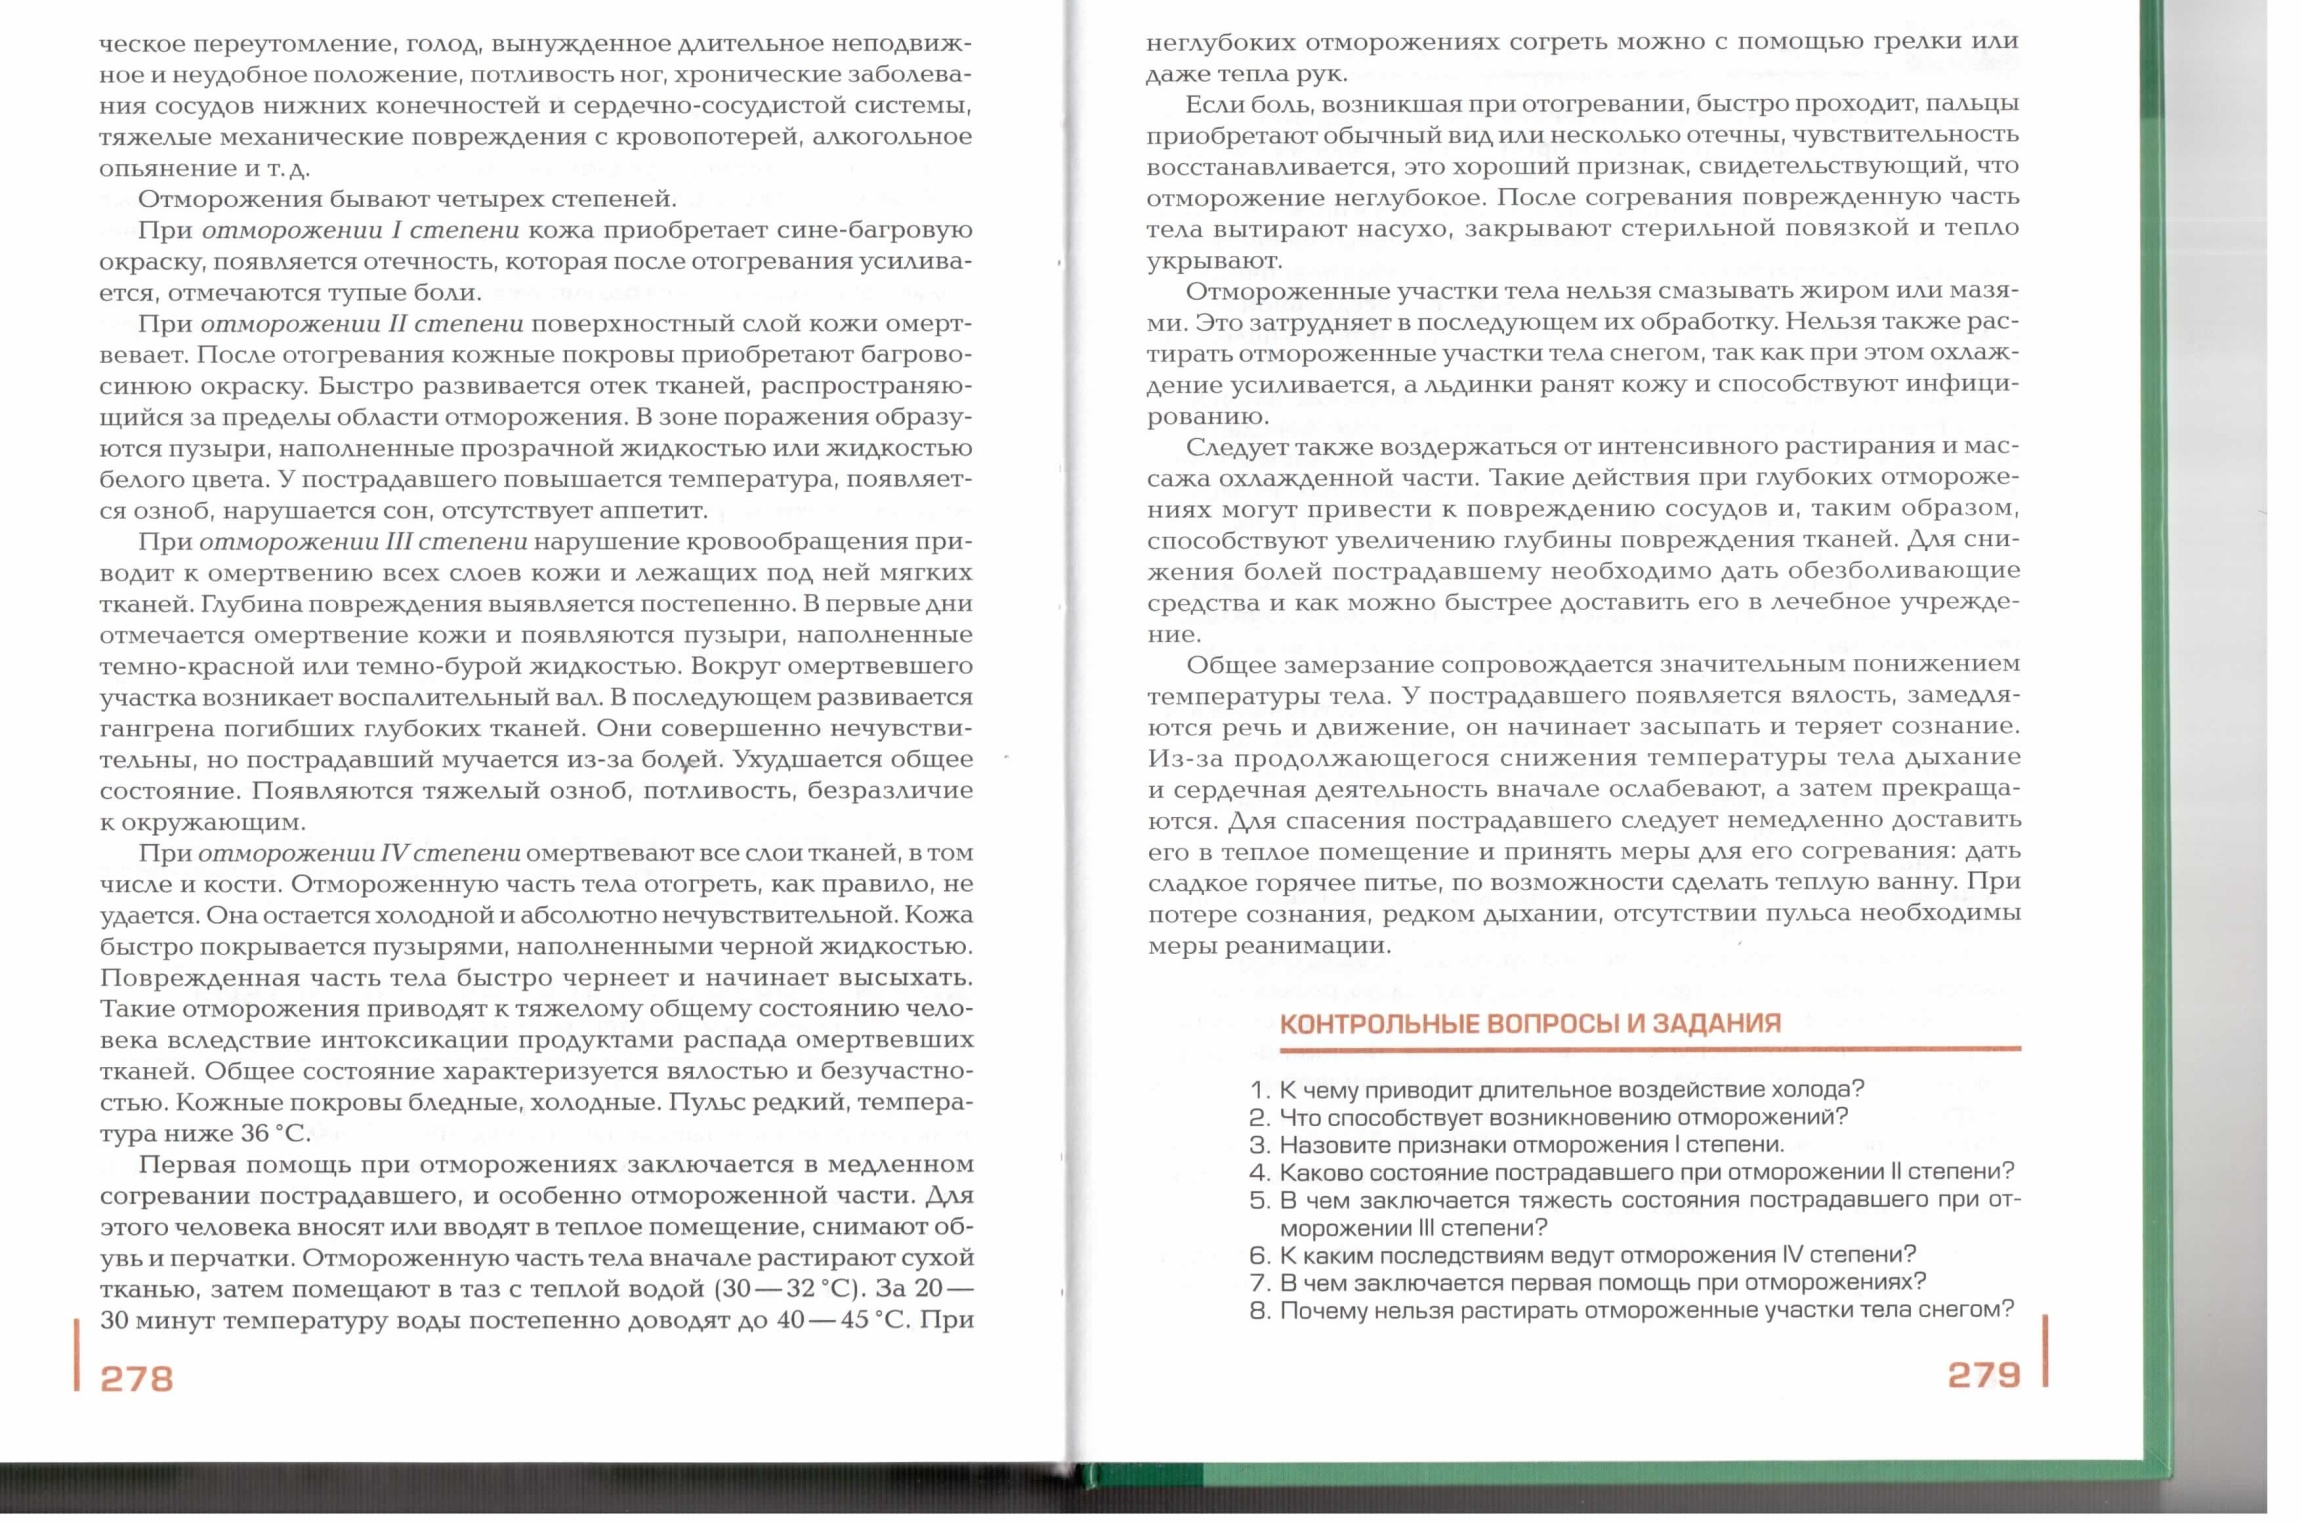 ческое переутомление, голод, вынужденное длительное неподвиж-
ное и неудобное положение, потливость ног, хронические заболева-
ния сосудов нижних конечностей и сердечно-сосудистой системы,
тяжелые механические повреждения с кровопотерей, алкогольное
опьянение и т. д.
Отморожения бывают четырех степеней.
При отморожении I степени кожа приобретает сине-багровую
окраску, появляется отечность, которая после отогревания усилива-
ется, отмечаются тупые боли.
При отморожении II степени поверхностный слой кожи омерт-
вевает. После отогревания кожные покровы приобретают багрово-
синюю окраску. Быстро развивается отек тканей, распространяю-
щийся за пределы области отморожения. В зоне поражения образу-
ются пузыри, наполненные прозрачной жидкостью или жидкостью
белого цвета. У пострадавшего повышается температура, появляет-
ся озноб, нарушается сон, отсутствует аппетит.
При отморожении III степени нарушение кровообращения при-
водит к омертвению всех слоев кожи и лежащих под ней мягких
тканей. Глубина повреждения выявляется постепенно. В первые дни
отмечается омертвение кожи и появляются пузыри, наполненные
темно-красной или темно-бурой жидкостью. Вокруг омертвевшего
участка возникает воспалительный вал. В последующем развивается
гангрена погибших глубоких тканей. Они совершенно нечувстви-
тельны, но пострадавший мучается из-за болей. Ухудшается общее
состояние. Появляются тяжелый озноб, потливость, безразличие
к окружающим.
При отморожении IV степени омертвевают все слои тканей, в том
числе и кости. Отмороженную часть тела отогреть, как правило, не
удается. Она остается холодной и абсолютно нечувствительной. Кожа
быстро покрывается пузырями, наполненными черной жидкостью.
Поврежденная часть тела быстро чернеет и начинает высыхать.
Такие отморожения приводят к тяжелому общему состоянию чело-
века вследствие интоксикации продуктами распада омертвевших
тканей. Общее состояние характеризуется вялостью и безучастно-
стью. Кожные покровы бледные, холодные. Пульс редкий, темпера-
тура ниже 36 °С.
Первая помощь при отморожениях заключается в медленном
согревании пострадавшего, и особенно отмороженной части. Для
этого человека вносят или вводят в теплое помещение, снимают об-
увь и перчатки. Отмороженную часть тела вначале растирают сухой
тканью, затем помещают в таз с теплой водой (30 — 32 °С). За 20 —
30 минут температуру воды постепенно доводят до 40 — 45 °С. При
278
неглубоких отморожениях согреть можно с помощью грелки или
даже тепла рук.
Если боль, возникшая при отогревании, быстро проходит, пальцы
приобретают обычный вид или несколько отечны, чувствительность
восстанавливается, это хороший признак, свидетельствующий, что
отморожение неглубокое. После согревания поврежденную часть
тела вытирают насухо, закрывают стерильной повязкой и тепло
укрывают.
Отмороженные участки тела нельзя смазывать жиром или мазя-
ми. Это затрудняет в последующем их обработку. Нельзя также рас-
тирать отмороженные участки тела снегом, так как при этом охлаж-
дение усиливается, а льдинки ранят кожу и способствуют инфици-
рованию.
Следует также воздержаться от интенсивного растирания и мас-
сажа охлажденной части. Такие действия при глубоких отмороже-
ниях могут привести к повреждению сосудов и, таким образом,
способствуют увеличению глубины повреждения тканей. Для сни-
жения болей пострадавшему необходимо дать обезболивающие
средства и как можно быстрее доставить его в лечебное учрежде-
ние.
Общее замерзание сопровождается значительным понижением
температуры тела. У пострадавшего появляется вялость, замедля-
ются речь и движение, он начинает засыпать и теряет сознание.
Из-за продолжающегося снижения температуры тела дыхание
и сердечная деятельность вначале ослабевают, а затем прекраща-
ются. Для спасения пострадавшего следует немедленно доставить
его в теплое помещение и принять меры для его согревания: дать
сладкое горячее питье, по возможности сделать теплую ванну. При
потере сознания, редком дыхании, отсутствии пульса необходимы
меры реанимации.
КОНТРОЛЬНЫЕ ВОПРОСЫ И ЗАДАНИЯ
1. К чему приводит длительное воздействие холода?
2. Что способствует возникновению отморожений?
3. Назовите признаки отморожения I степени.
4. Каково состояние пострадавшего при отморожении II степени?
5. В чем заключается тяжесть состояния пострадавшего при от-
морожении III степени?
6. К каким последствиям ведут отморожения IV степени?
7. В чем заключается первая помощь при отморожениях?
8. Почему нельзя растирать отмороженные участки тела снегом?
279